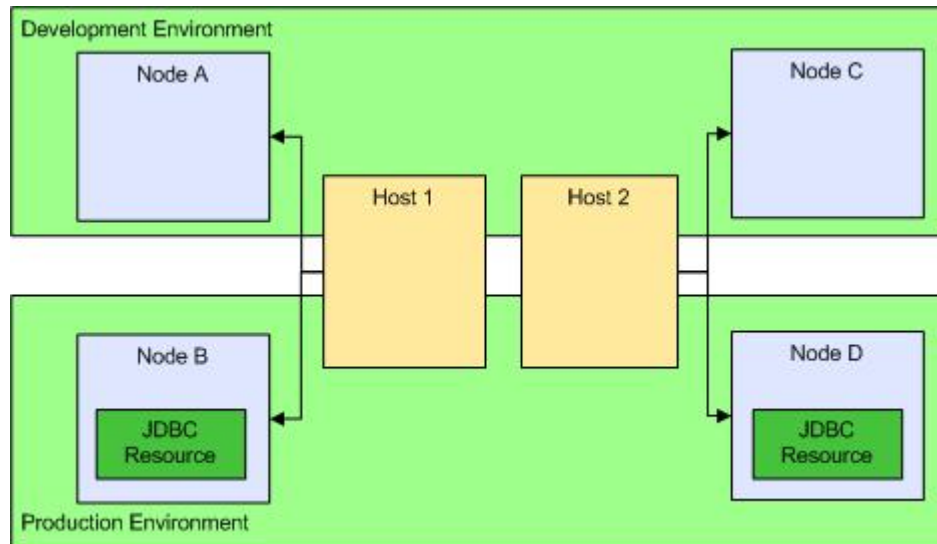 Development Environment
Node A
Node C
Host 1
Host 2
Node B
JDBC
Resource
Node D
JDBC
Resource
Production Environment